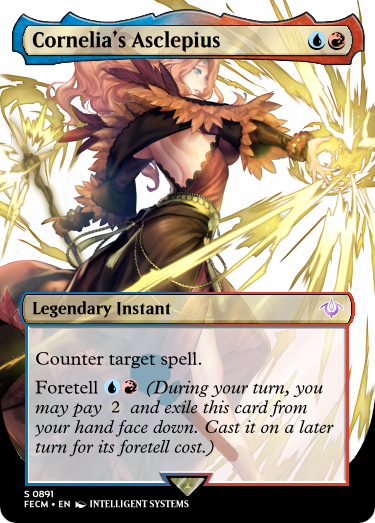 Cornelia's Asclepius
Legendary Instant
Counter target spell.
Foretell (During your turn, you
may pay 2 and exile this card from
your hand face down. Cast it on a later
turn for its foretell cost.)
S 0891
FECM • EN INTELLIGENT SYSTEMS